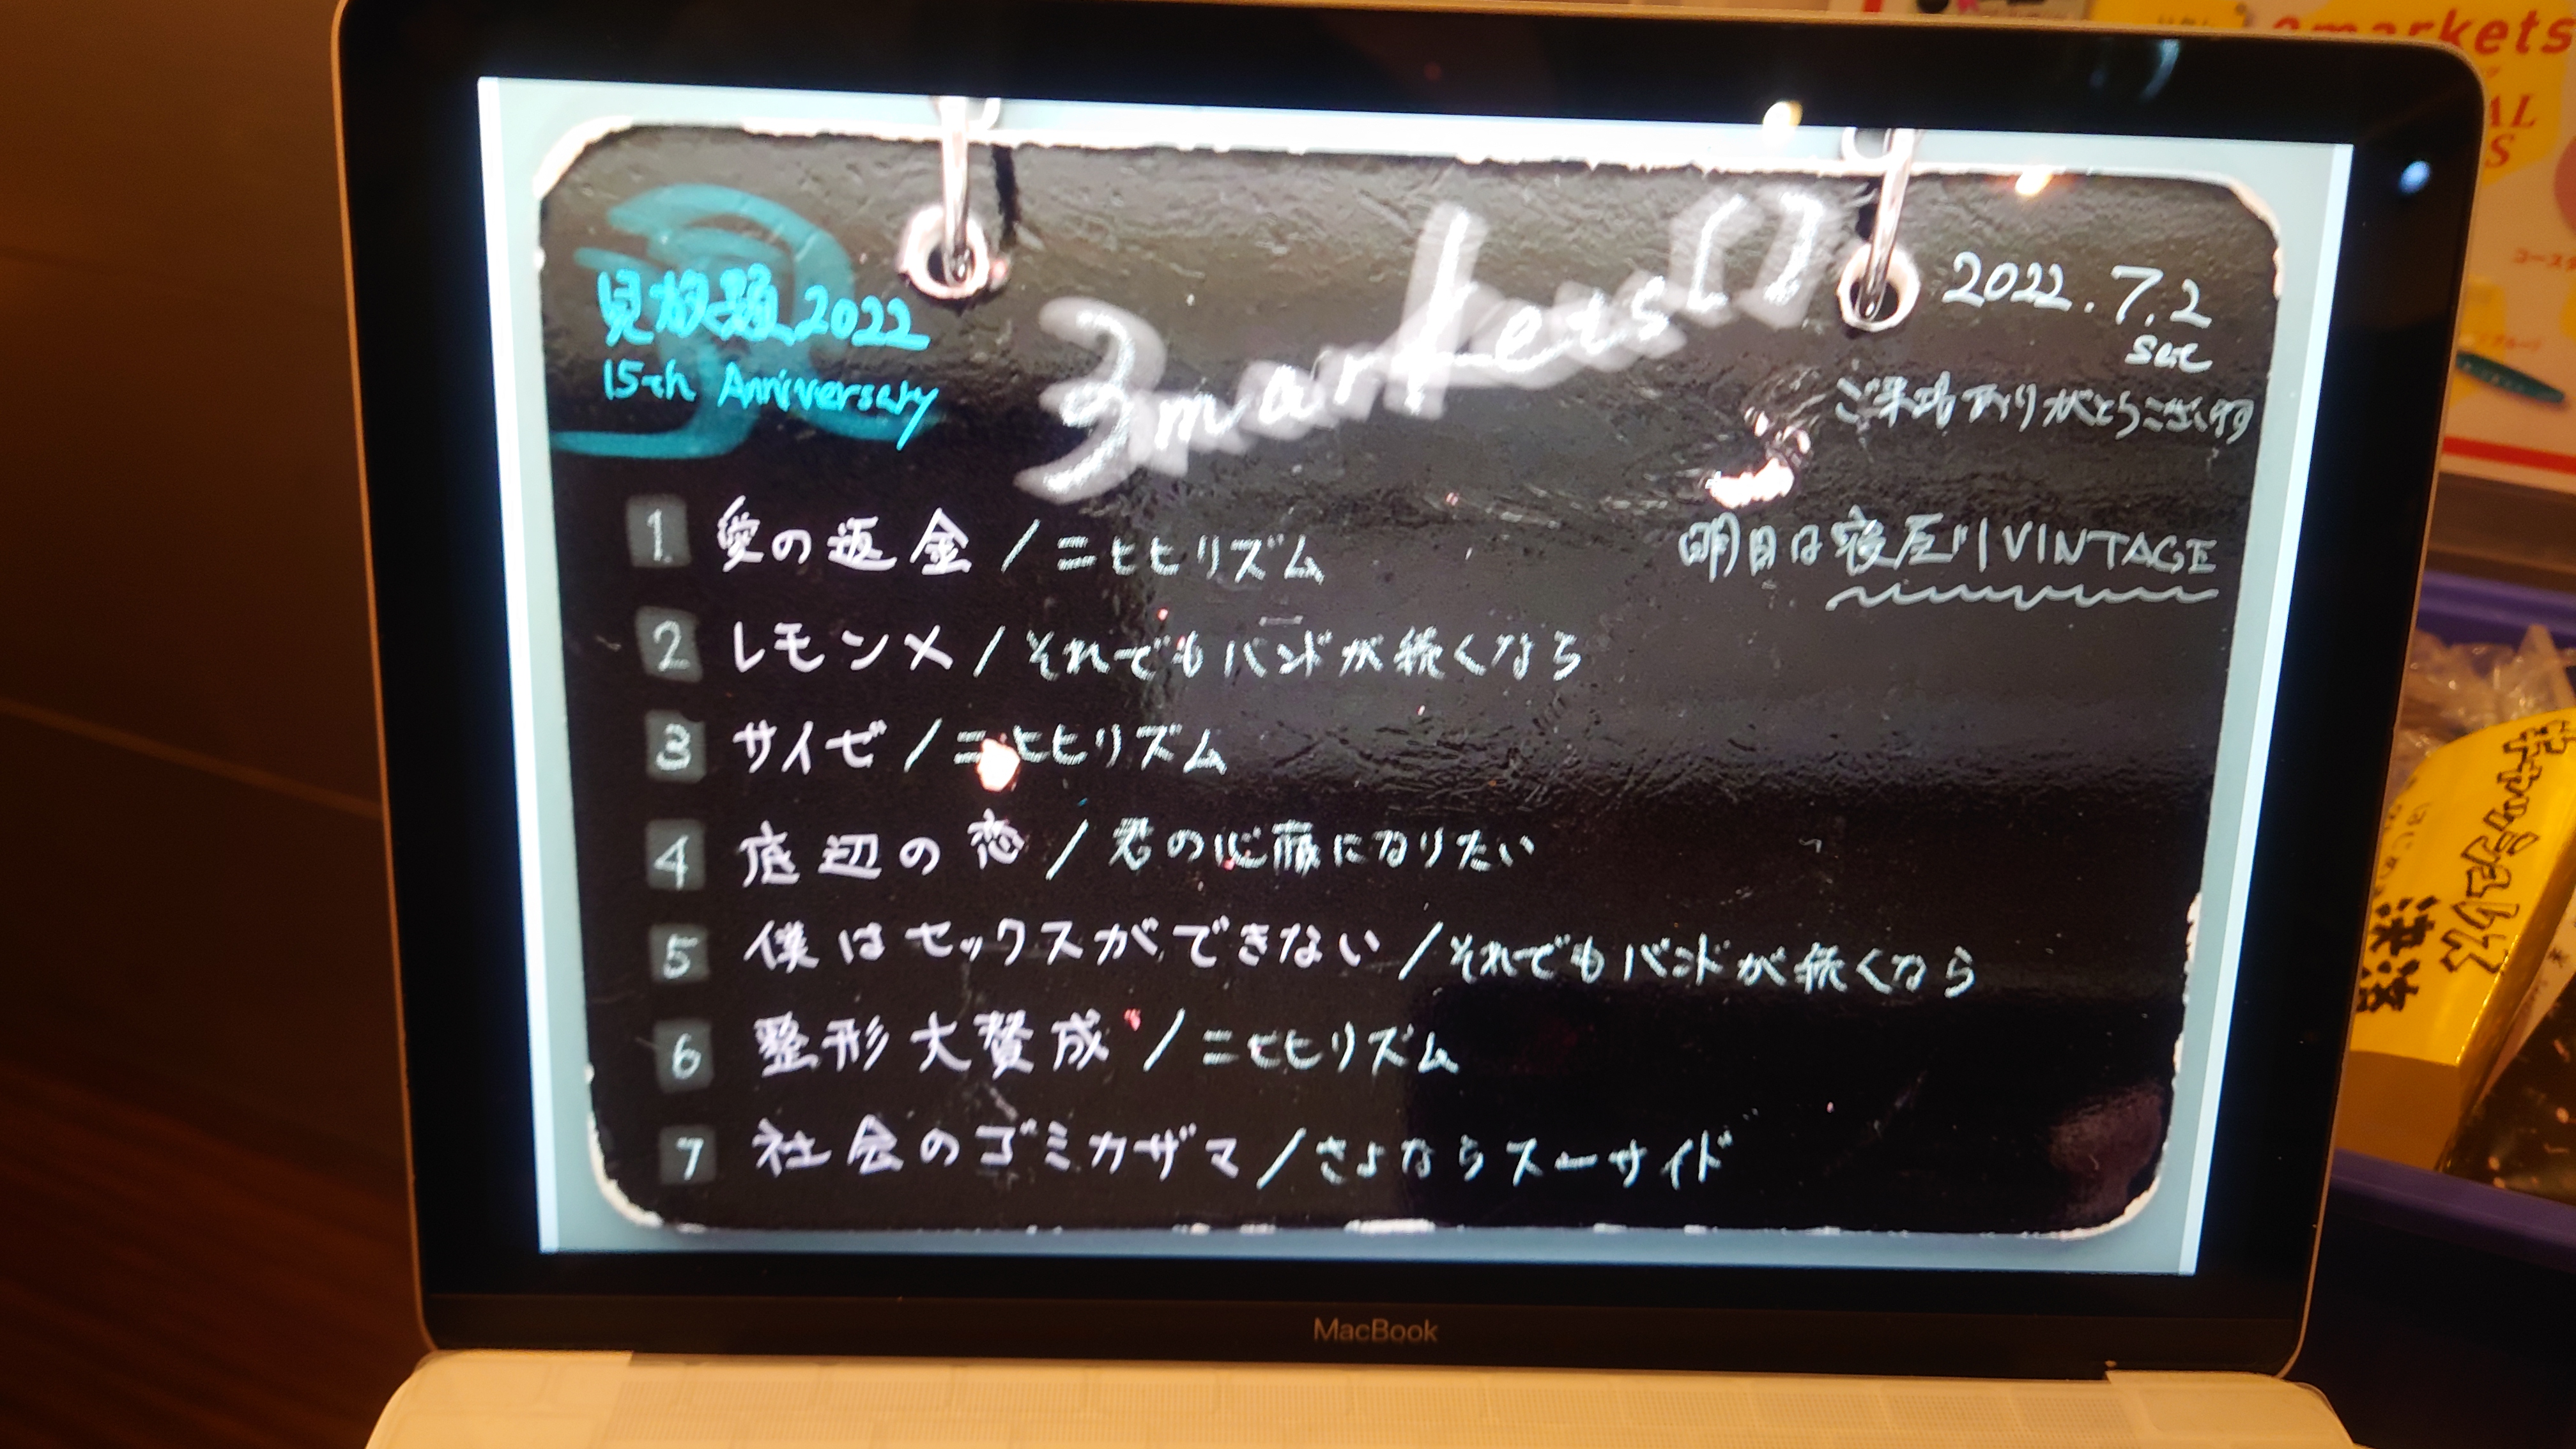 見放題2022
15th Anniversary
3markets[]
2022.7.2
sat
ご来場ありがとうございます
明日は寝屋川VINTAGE
1 愛の返金/ニヒヒリズム
2 レモン×/それでもバンドが続くなら
3 サイゼ/ニヒヒリズム
4 底辺の恋/君の心臓になりたい
5 僕はセックスができない/それでもバンドが続くなら
6 整形大賛成/ニヒヒリズム
7 社会のゴミカザマ/さよならスーサイド
MacBook
markets